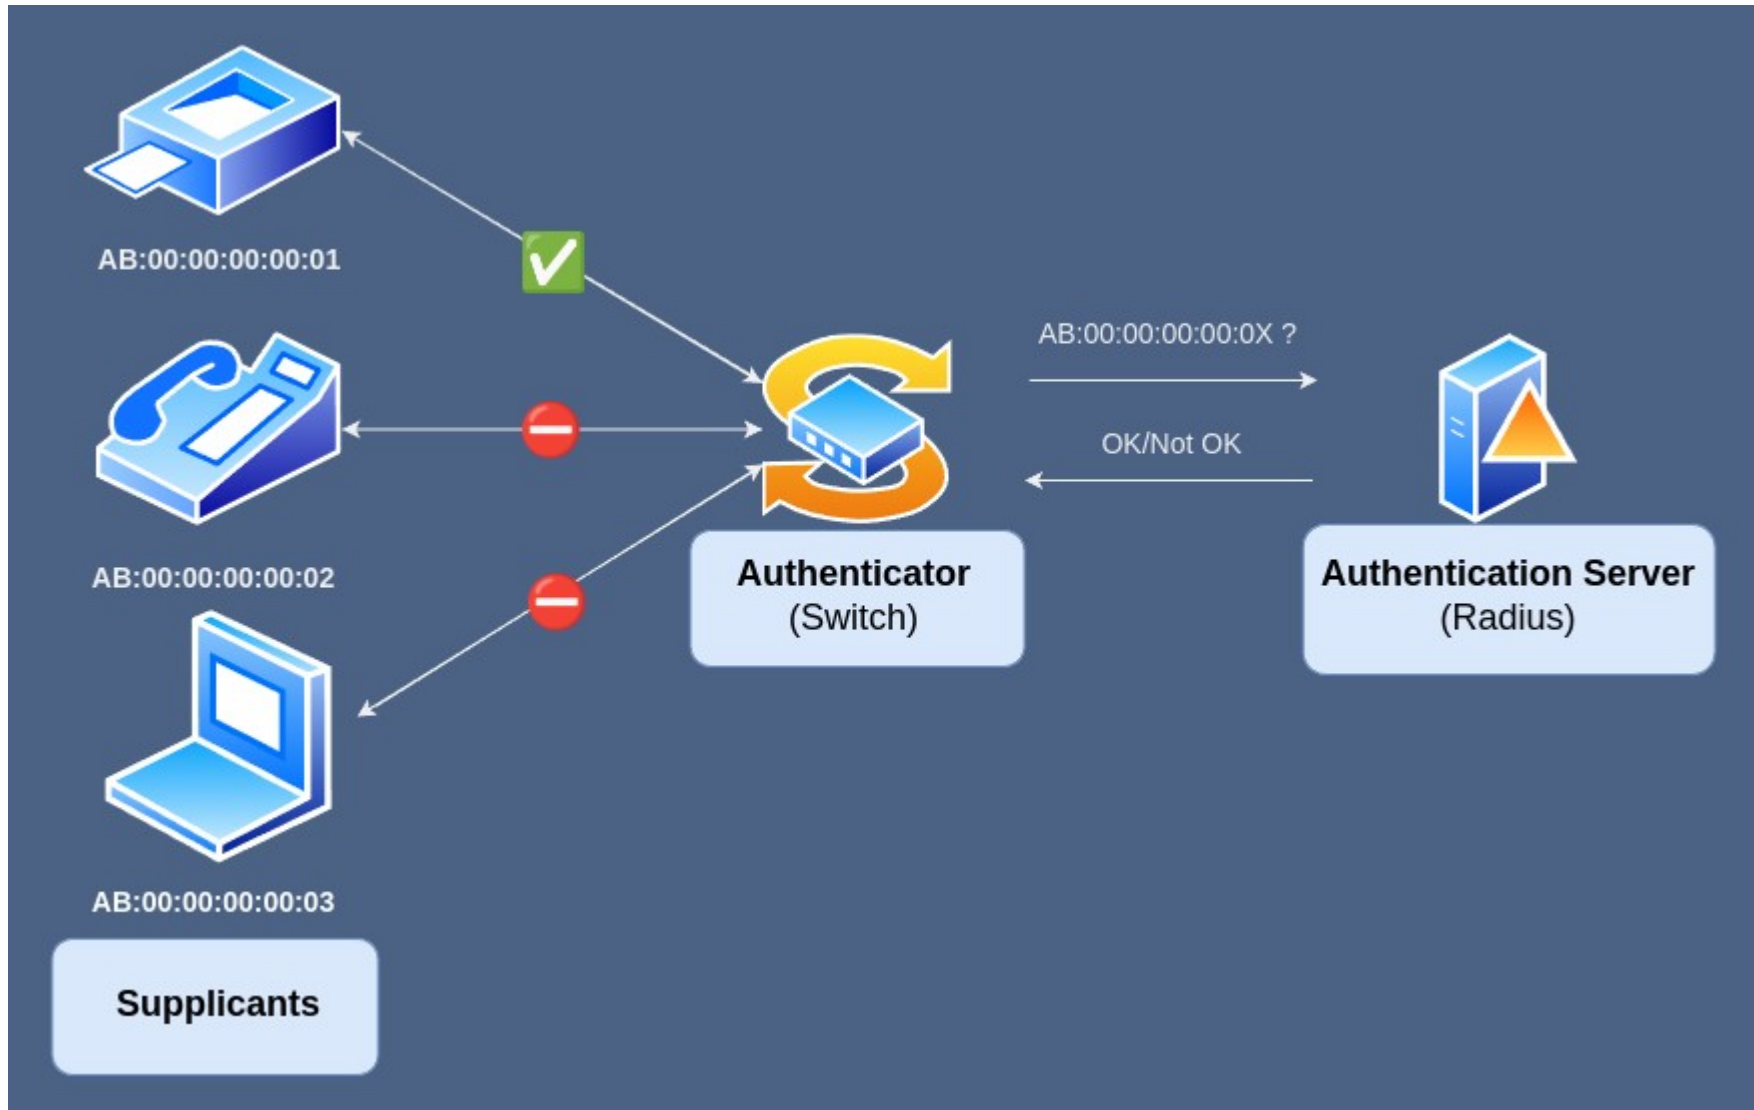 AB:00:00:00:00:01
AB:00:00:00:00:02
AB:00:00:00:00:03
Supplicants
Authenticator
(Switch)
AB:00:00:00:00:0X ?
OK/Not OK
Authentication Server
(Radius)